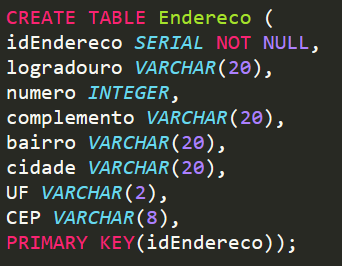 CREATE TABLE Endereco (
idEndereco SERIAL NOT NULL,
logradouro VARCHAR(20),
numero INTEGER,
complemento VARCHAR(20),
bairro VARCHAR(20),
cidade VARCHAR(20),
UF VARCHAR(2),
CEP VARCHAR(8),
PRIMARY KEY(idEndereco));